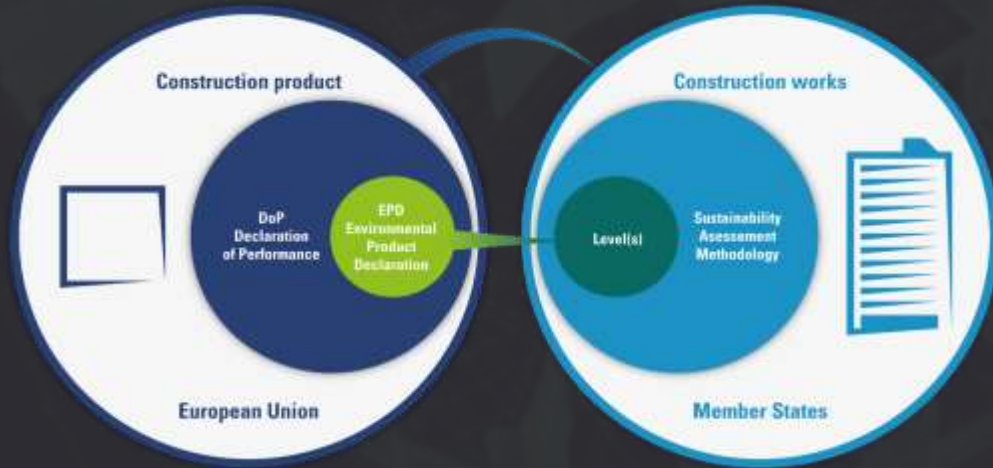 Construction product
DoP
Declaration
of Performance
EPD
Environmental
Product
Declaration
European Union
Construction works
Level(s)
Sustainability
Asessement
Methodology
Member States